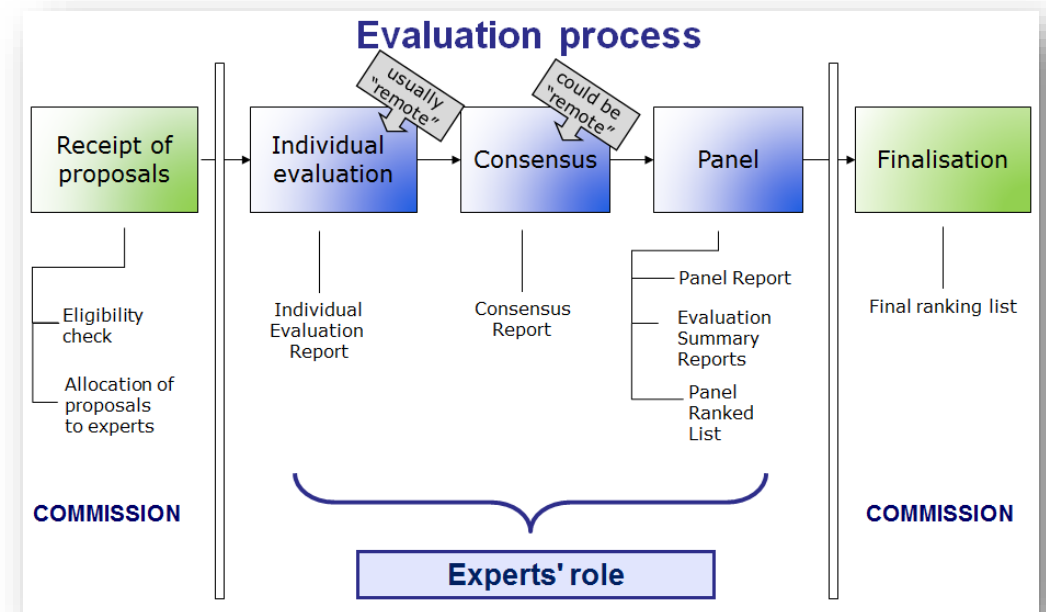 Evaluation process
usually
“remote”
could be
“remote”
Receipt of
proposals
Individual
evaluation
Consensus
Panel
Finalisation
Eligibility
check
Allocation of
proposals
to experts
Individual
Evaluation
Report
Consensus
Report
Panel Report
Evaluation
Summary
Reports
Panel
Ranked
List
Final ranking list
COMMISSION
COMMISSION
Experts' role